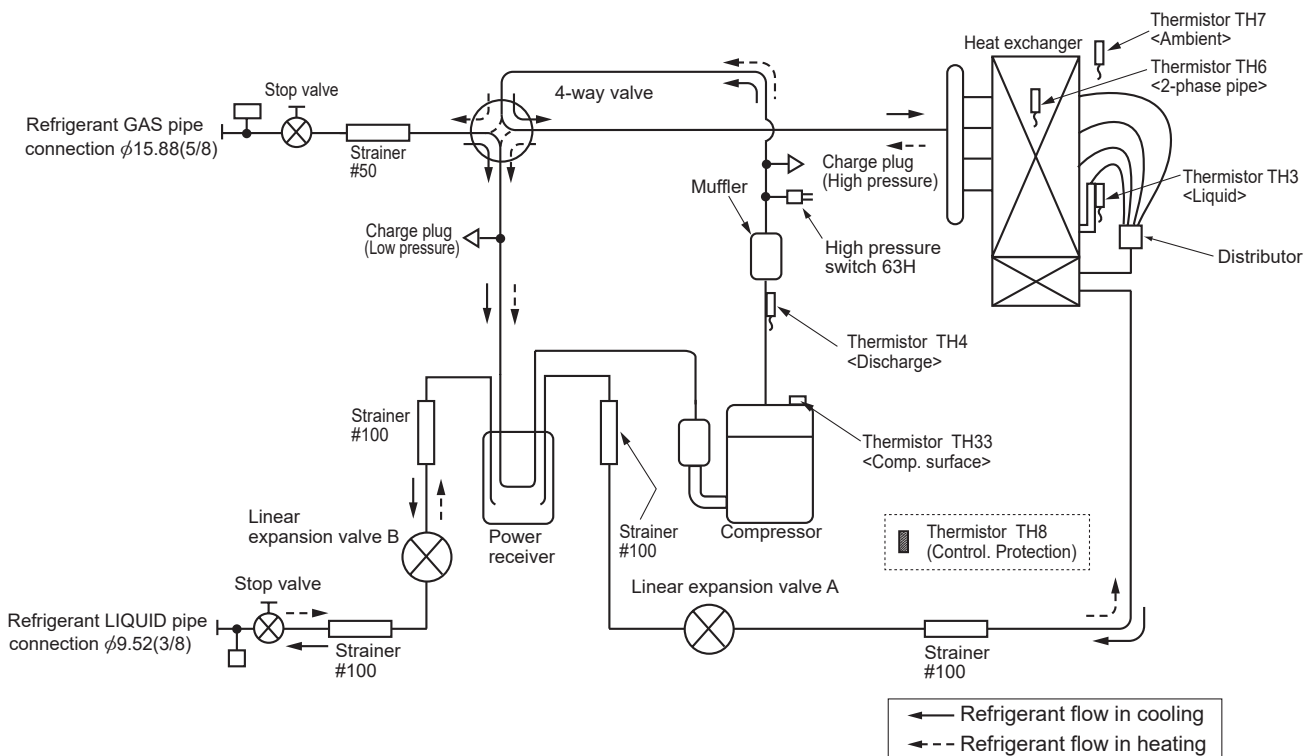 Thermistor TH7
<Ambient>
Heat exchanger
Thermistor TH6
<2-phase pipe>
Stop valve
4-way valve
Refrigerant GAS pipe
connection ϕ15.88(5/8)
Strainer
#50
Charge plug
(High pressure)
Thermistor TH3
<Liquid>
Muffler
Charge plug
(Low pressure)
High pressure
switch 63H
Distributor
Thermistor TH4
<Discharge>
Strainer
#100
Thermistor TH33
<Comp. surface>
Linear
expansion valve B
Power
receiver
Strainer
#100
Compressor
Thermistor TH8
(Control. Protection)
Stop valve
Linear expansion valve A
Refrigerant LIQUID pipe
connection ϕ9.52(3/8)
Strainer
#100
Strainer
#100
Refrigerant flow in cooling
Refrigerant flow in heating